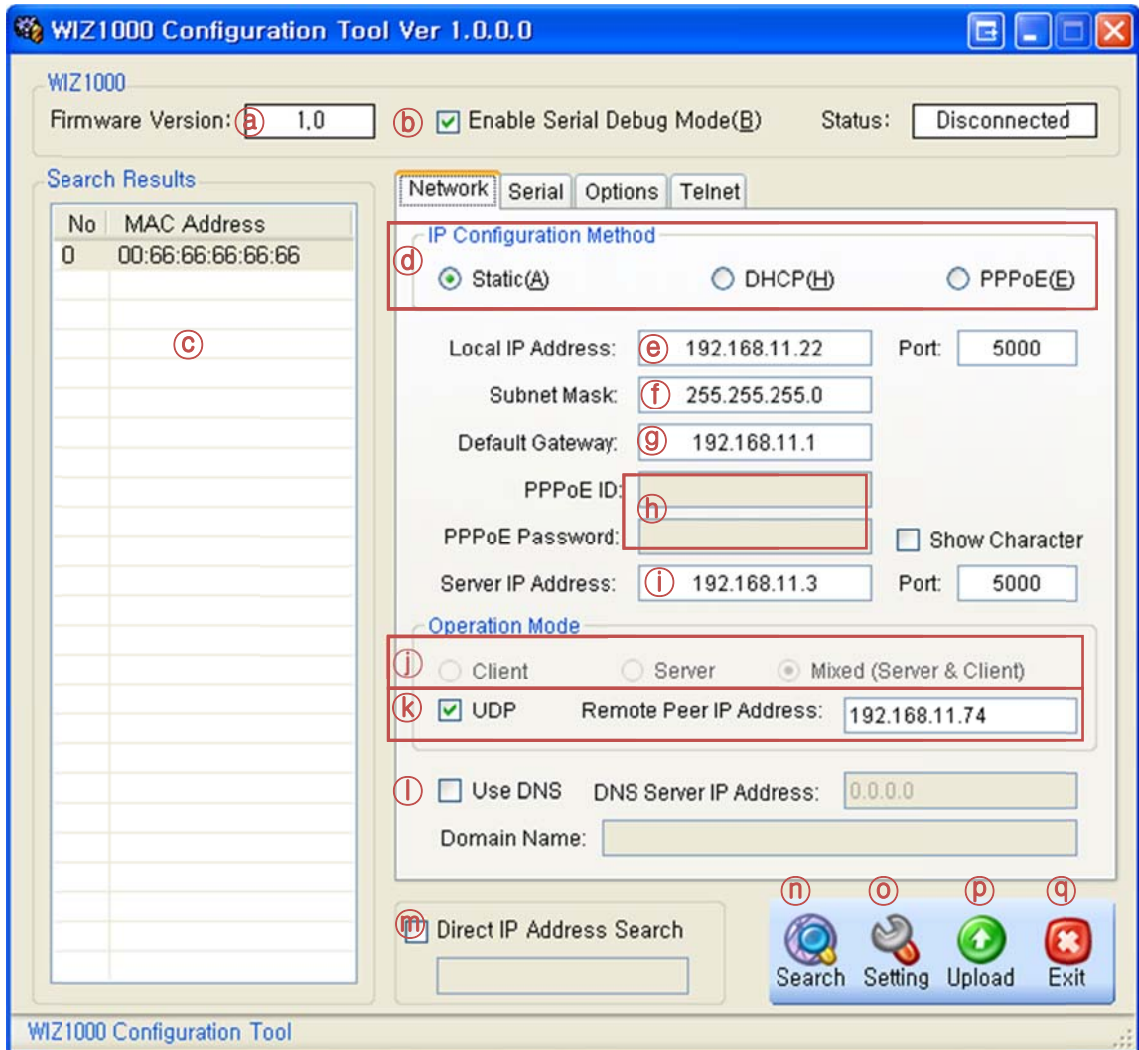 WIZ1000 Configuration Tool Ver 1.0.0.0
WIZ1000
Firmware Version: ⓐ 1.0 ⓑ Enable Serial Debug Mode(B) Status: Disconnected
Search Results
No MAC Address
0 00:66:66:66:66:66
ⓒ
Network Serial Options Telnet
IP Configuration Method
ⓓ Static(A) DHCP(H) PPPoE(E)
Local IP Address: ⓔ 192.168.11.22 Port: 5000
Subnet Mask: ⓕ 255.255.255.0
Default Gateway: ⓖ 192.168.11.1
PPPoE ID:
ⓗ
PPPoE Password: Show Character
Server IP Address: ⓘ 192.168.11.3 Port: 5000
Operation Mode
ⓙ Client Server Mixed (Server & Client)
ⓚ UDP Remote Peer IP Address: 192.168.11.74
ⓛ Use DNS DNS Server IP Address: 0.0.0.0
Domain Name:
ⓜ Direct IP Address Search
ⓝ ⓞ ⓟ ⓠ
Search Setting Upload Exit
WIZ1000 Configuration Tool